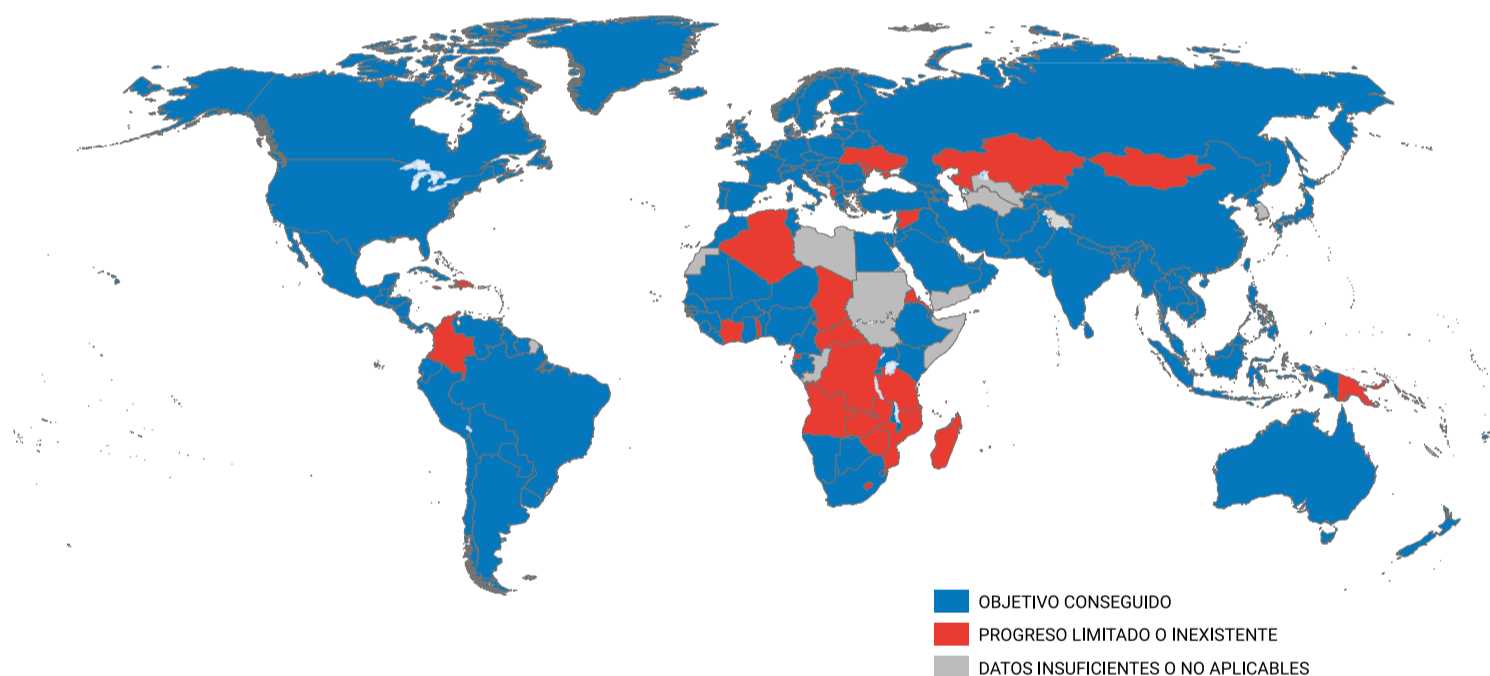 OBJETIVO CONSEGUIDO
PROGRESO LIMITADO O INEXISTENTE
DATOS INSUFICIENTES O NO APLICABLES